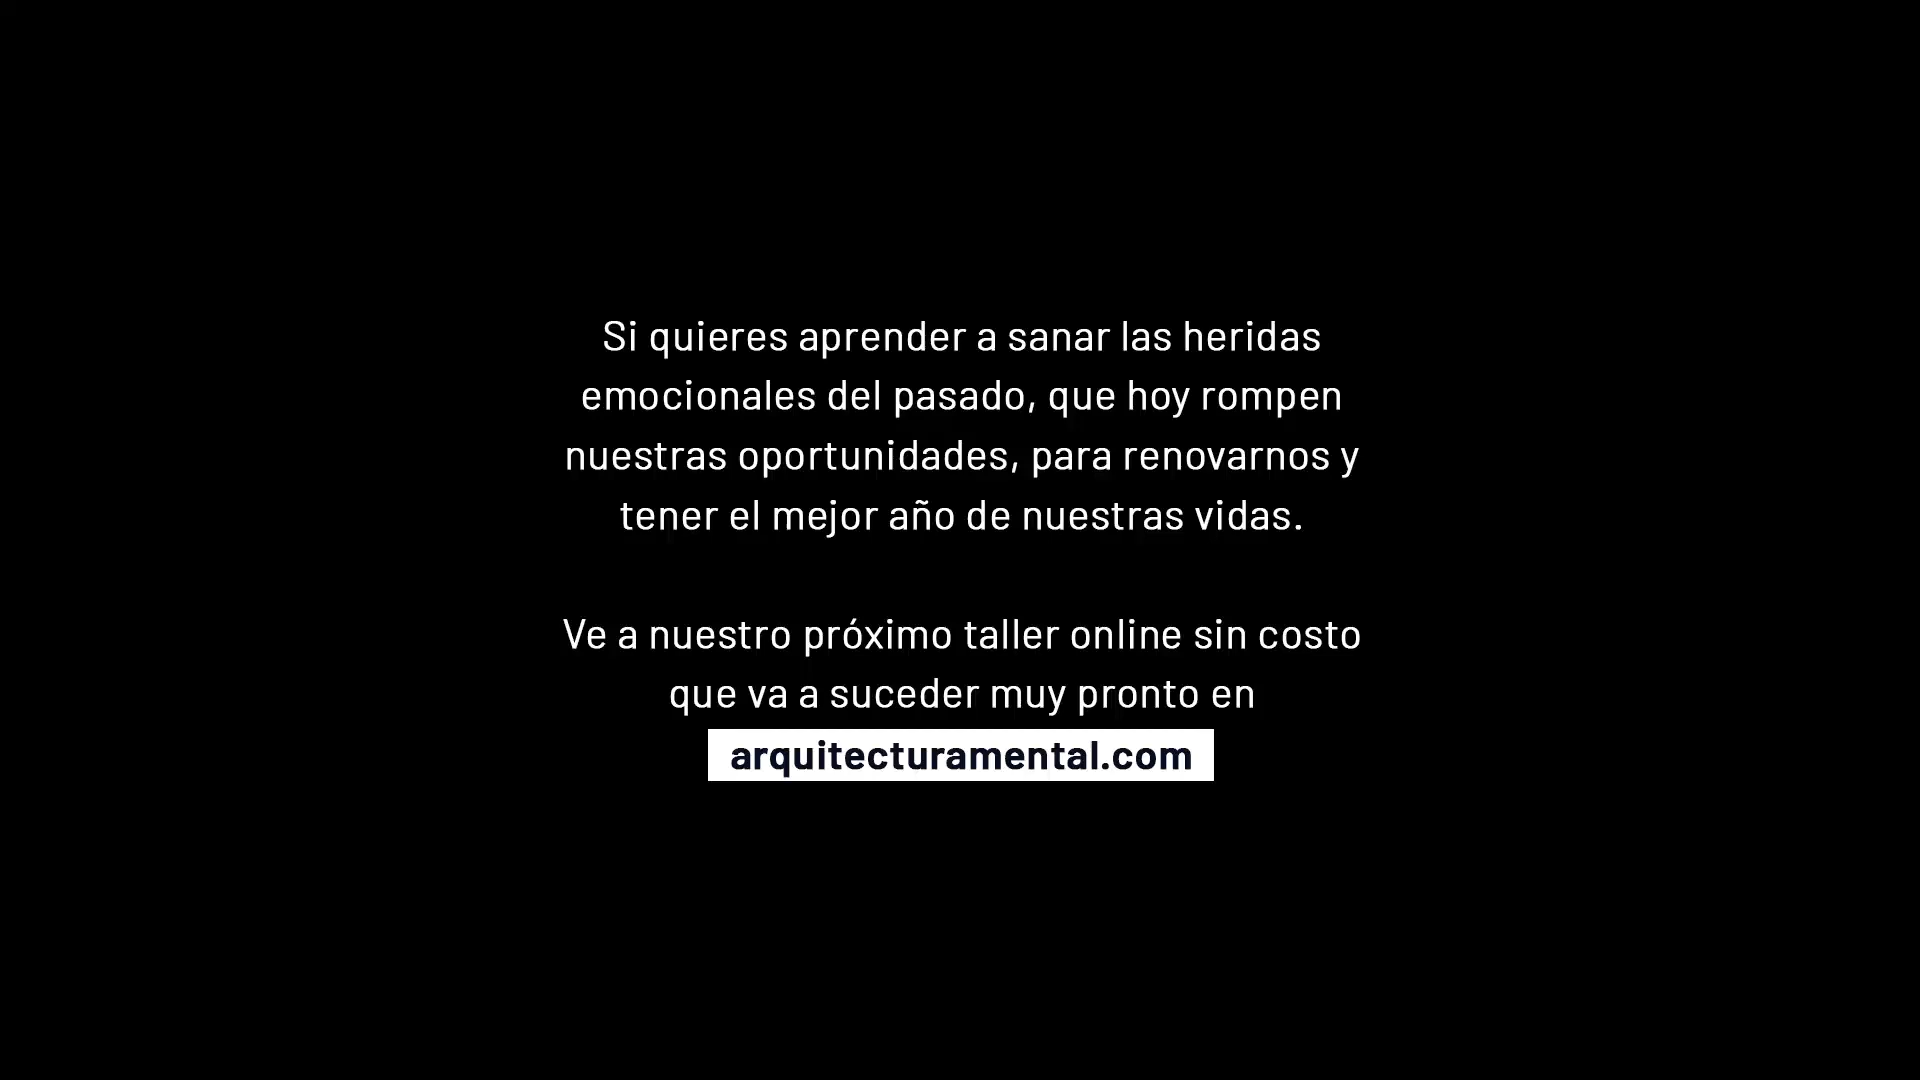 Si quieres aprender a sanar las heridas
emocionales del pasado, que hoy rompen
nuestras oportunidades, para renovarnos y
tener el mejor año de nuestras vidas.
Ve a nuestro próximo taller online sin costo
que va a suceder muy pronto en
arquitecturamental.com